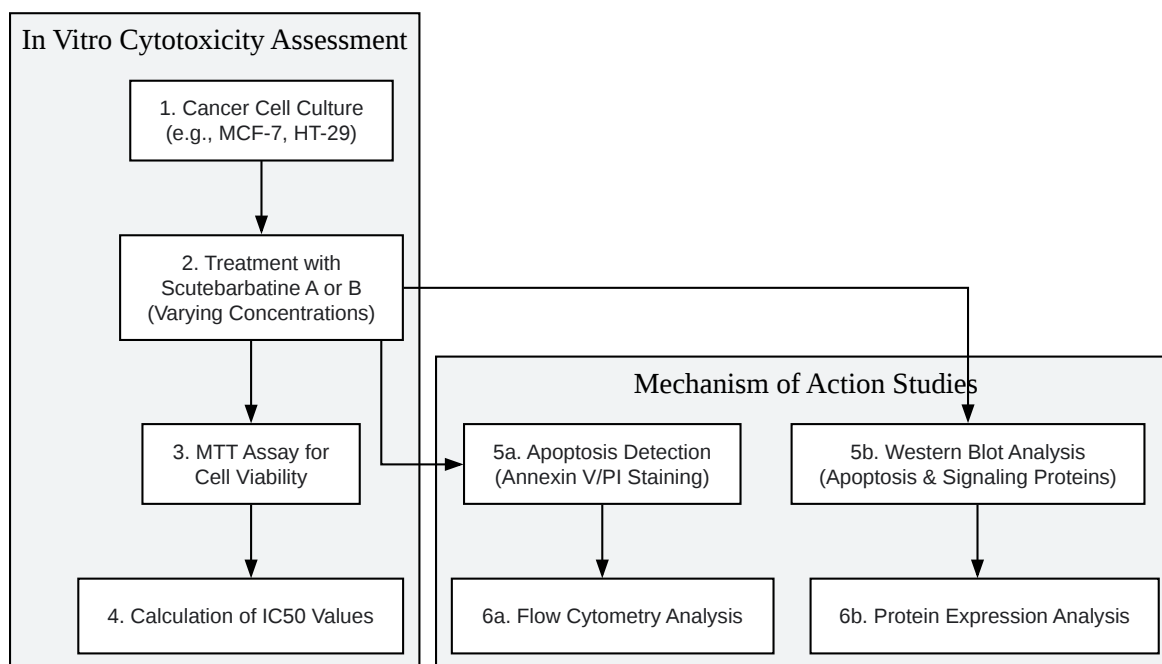 In Vitro Cytotoxicity Assessment
1. Cancer Cell Culture
(e.g., MCF-7, HT-29)
2. Treatment with
Scutebarbatine A or B
(Varying Concentrations)
3. MTT Assay for
Cell Viability
4. Calculation of IC50 Values
Mechanism of Action Studies
5a. Apoptosis Detection
(Annexin V/PI Staining)
5b. Western Blot Analysis
(Apoptosis & Signaling Proteins)
6a. Flow Cytometry Analysis
6b. Protein Expression Analysis